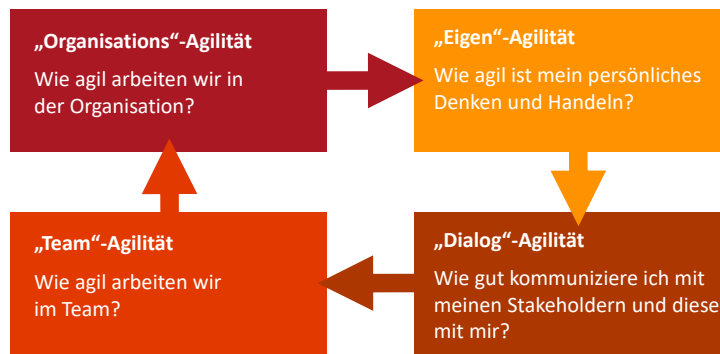 „Organisations“-Agilität
Wie agil arbeiten wir in
der Organisation?
„Eigen“-Agilität
Wie agil ist mein persönliches
Denken und Handeln?
„Team“-Agilität
Wie agil arbeiten wir
im Team?
„Dialog“-Agilität
Wie gut kommuniziere ich mit
meinen Stakeholdern und diese
mit mir?